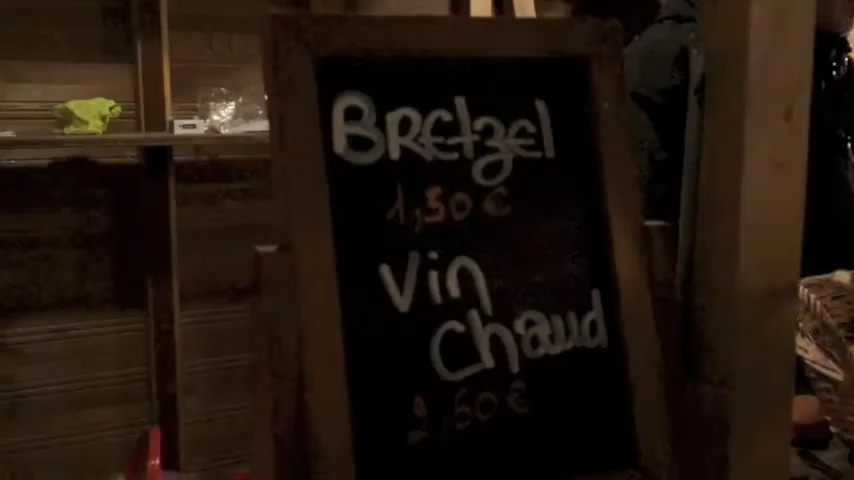 Bretzel
1,50 €
Vin
Chaud
2,50 €